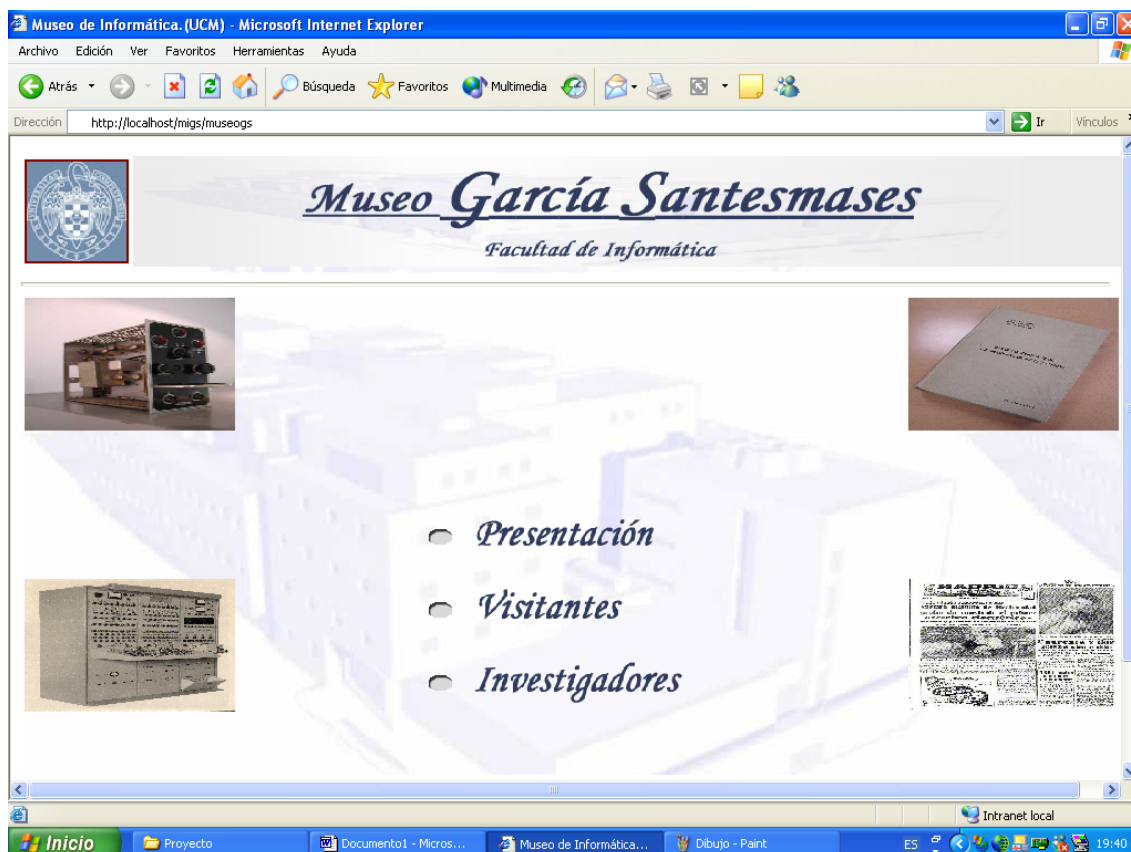 Museo de Informática.(UCM) - Microsoft Internet Explorer
Archivo Edición Ver Favoritos Herramientas Ayuda
Atrás Búsqueda Favoritos Multimedia
Dirección http://localhost/migs/museogs Ir Vínculos
Museo García Santesmases
Facultad de Informática
Presentación
Visitantes
Investigadores
Intranet local
Inicio Proyecto Documento1 - Micros... Museo de Informática... Dibujo - Paint ES 19:40